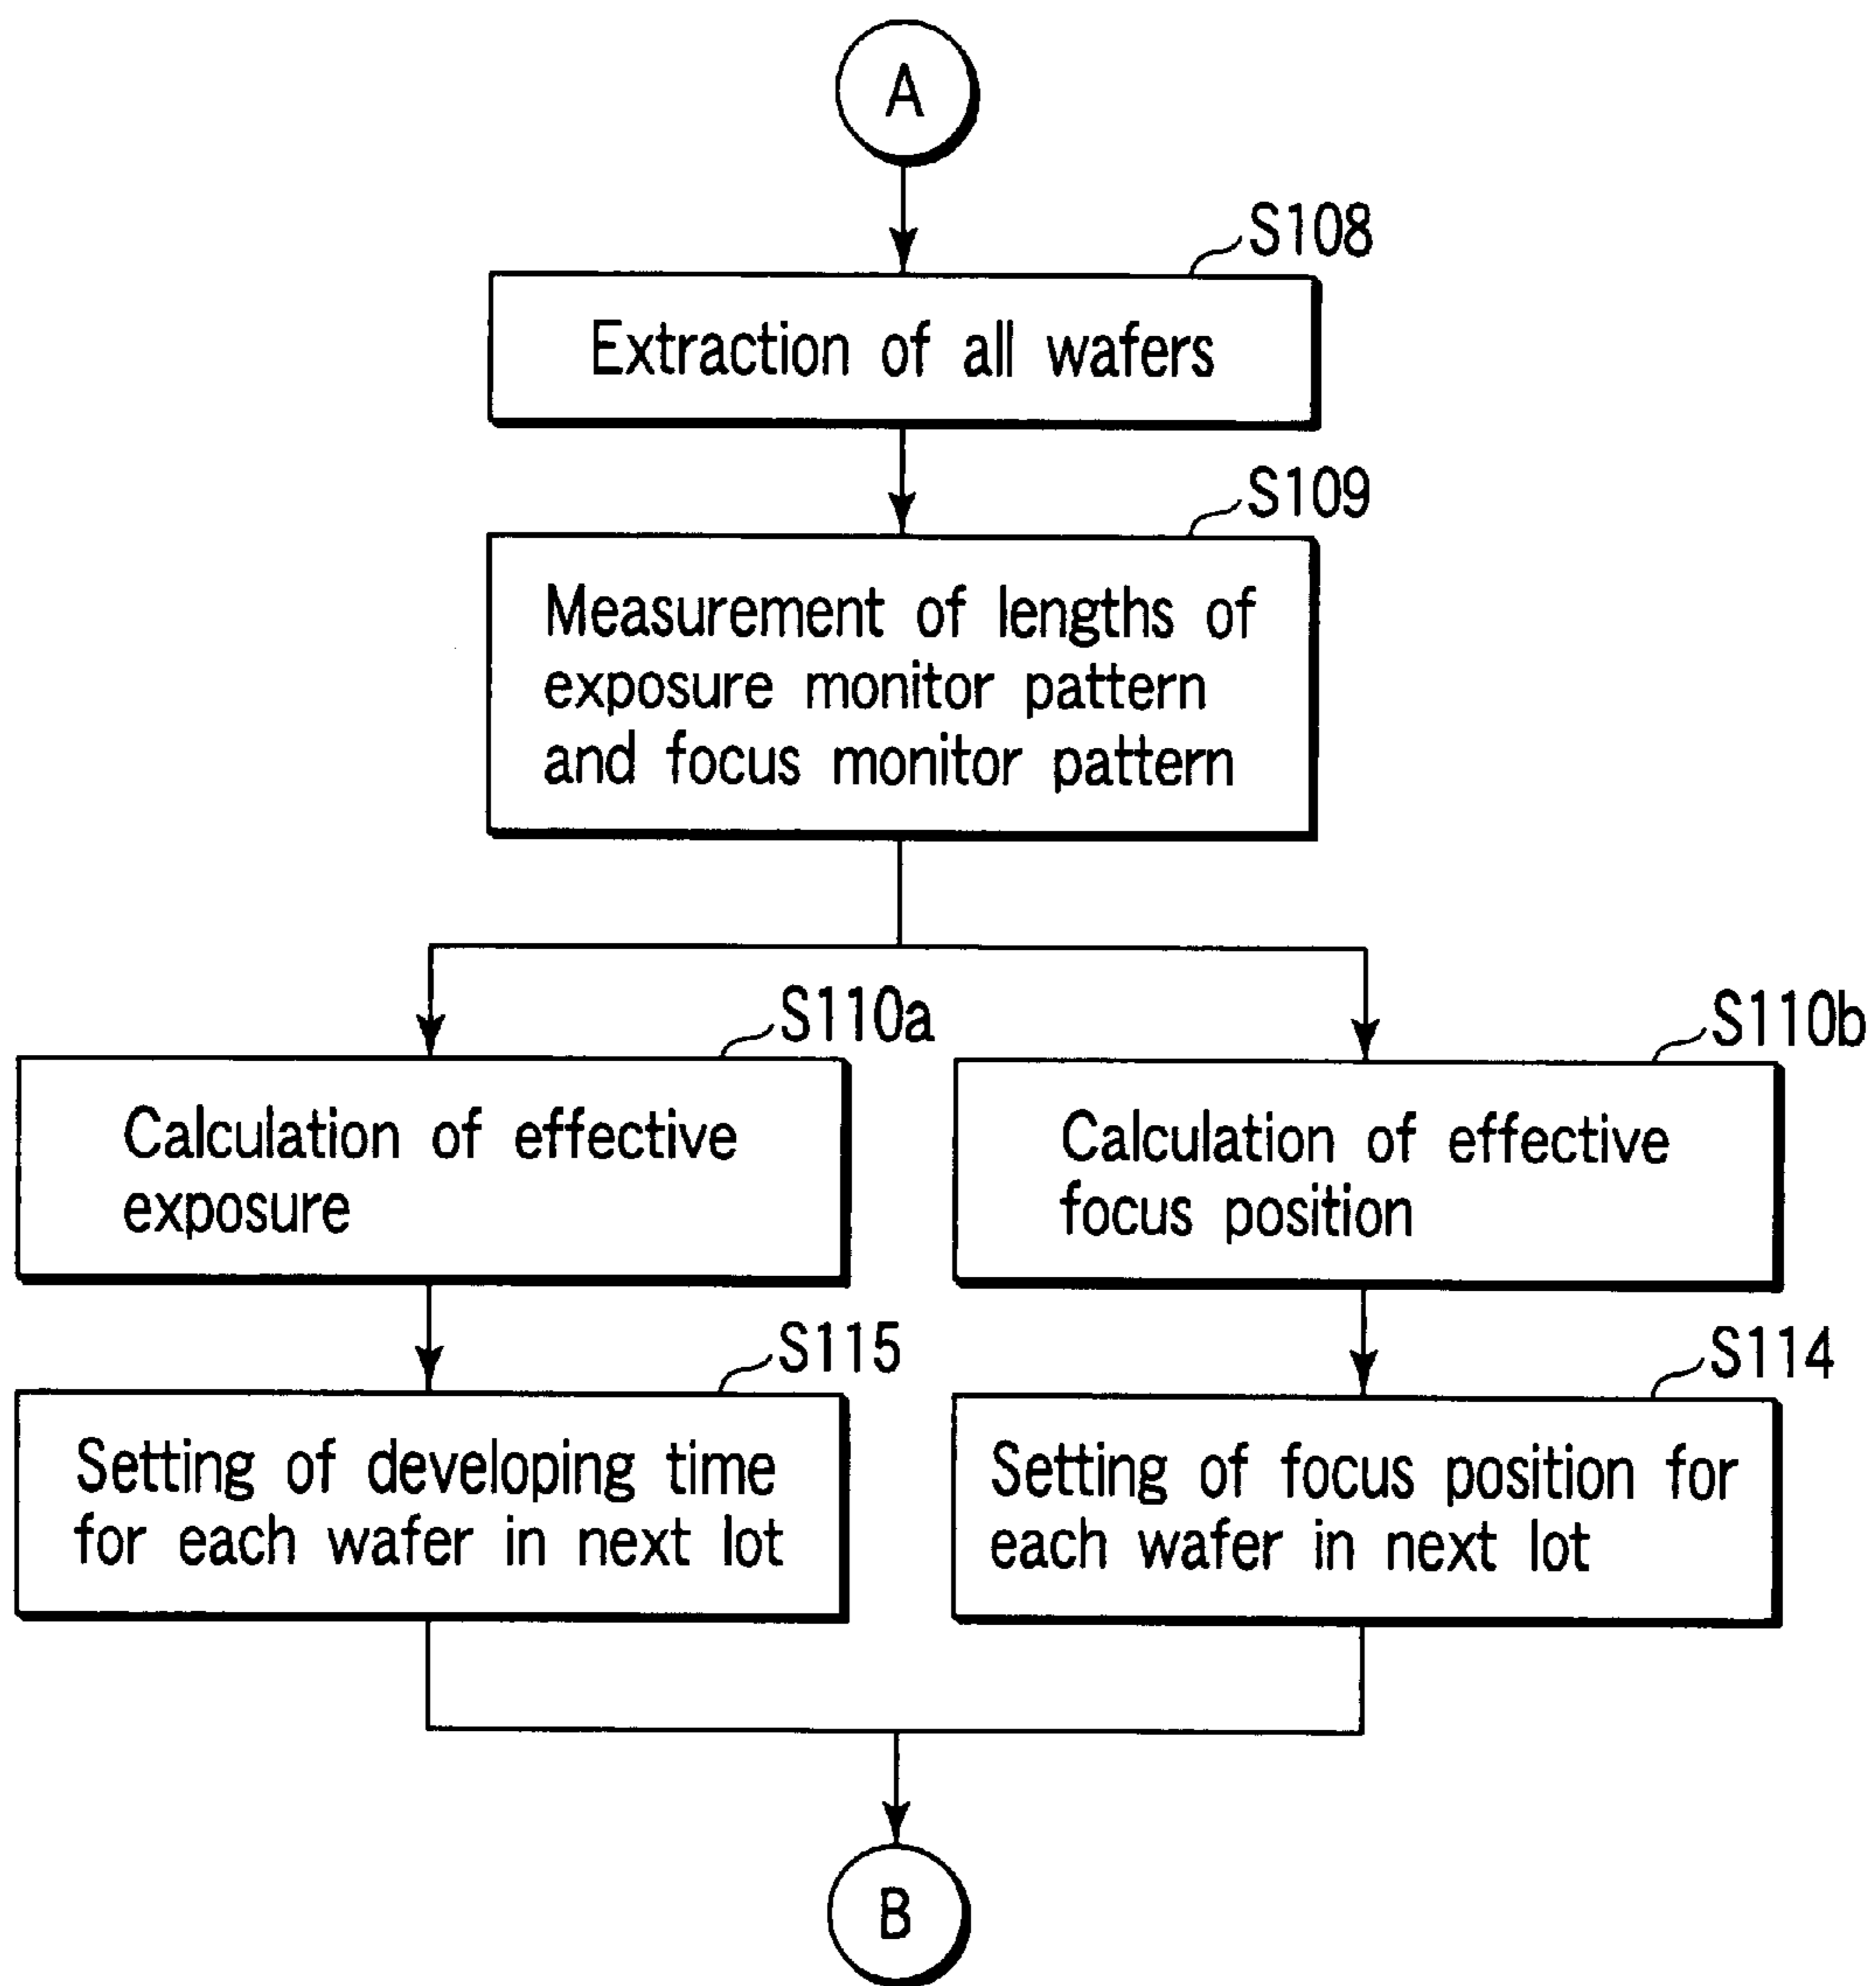 A
S108
Extraction of all wafers
S109
Measurement of lengths of
exposure monitor pattern
and focus monitor pattern
S110a
Calculation of effective
exposure
S110b
Calculation of effective
focus position
S115
Setting of developing time
for each wafer in next lot
S114
Setting of focus position for
each wafer in next lot
B